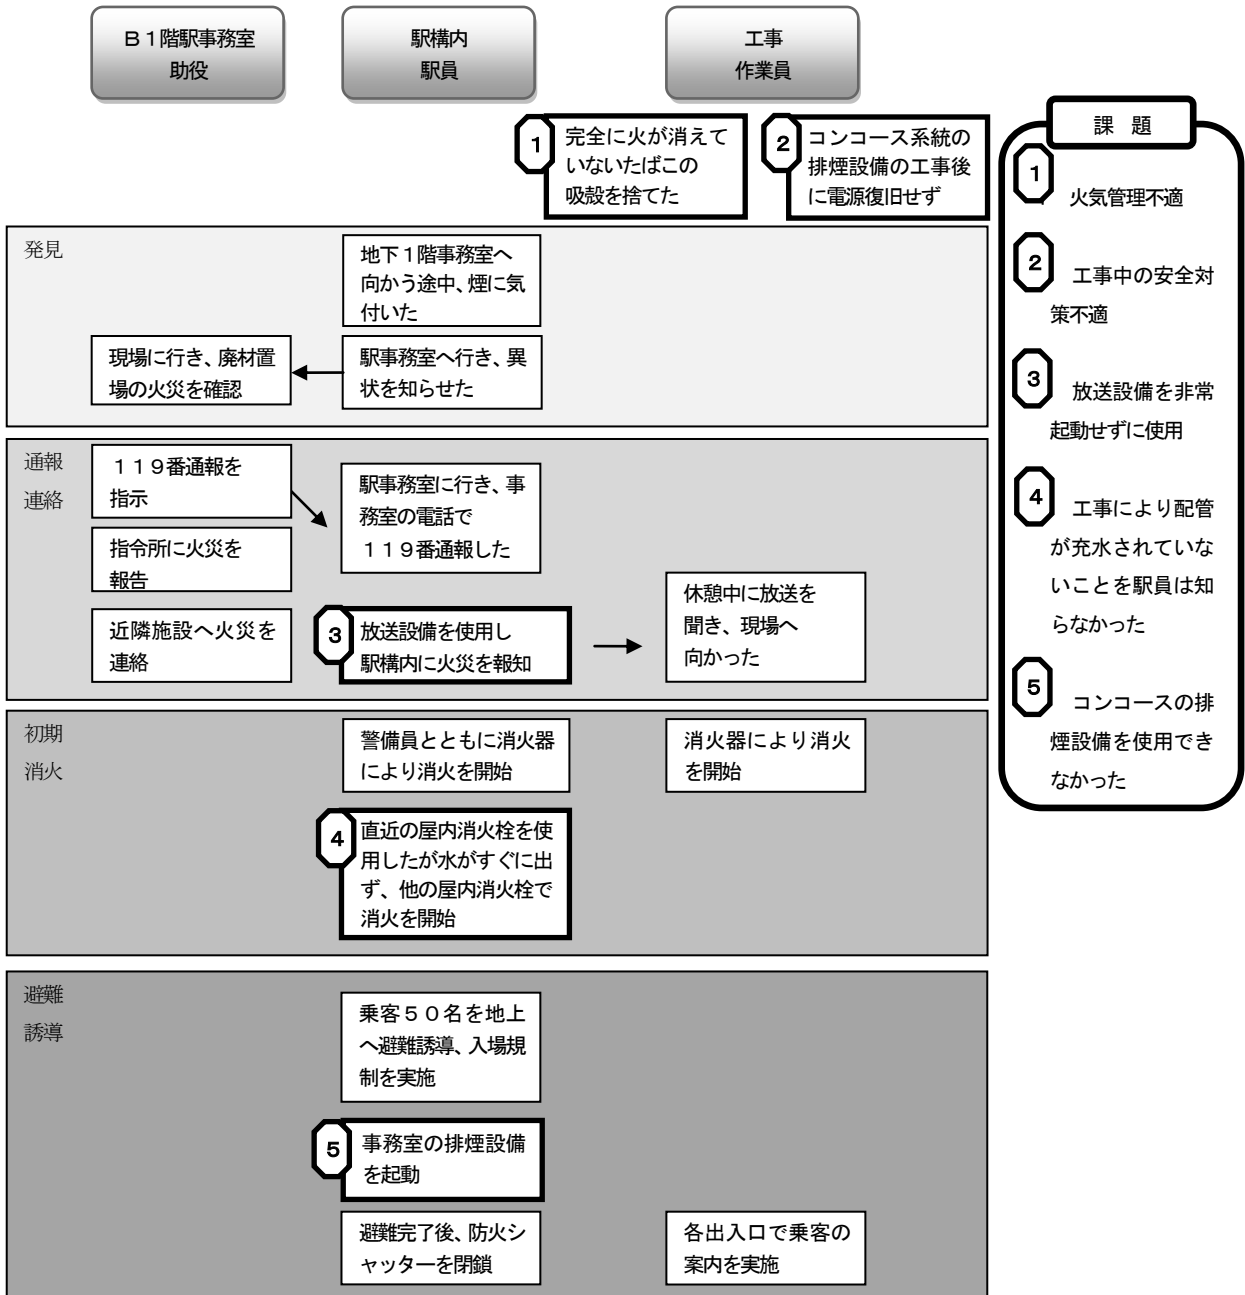 Ｂ１階駅事務室
助役
駅構内
駅員
工事
作業員
1
完全に火が消えて
いないたばこの
吸殻を捨てた
2
コンコース系統の
排煙設備の工事後
に電源復旧せず
発見
地下１階事務室へ
向かう途中、煙に気
付いた
現場に行き、廃材置
場の火災を確認
駅事務室へ行き、異
状を知らせた
通報
連絡
１１９番通報を
指示
駅事務室に行き、事
務室の電話で
１１９番通報した
指令所に火災を
報告
近隣施設へ火災を
連絡
3
放送設備を使用し
駅構内に火災を報知
休憩中に放送を
聞き、現場へ
向かった
初期
消火
警備員とともに消火器
により消火を開始
消火器により消火
を開始
4
直近の屋内消火栓を使
用したが水がすぐに出
ず、他の屋内消火栓で
消火を開始
避難
誘導
乗客５０名を地上
へ避難誘導、入場規
制を実施
5
事務室の排煙設備
を起動
避難完了後、防火シ
ャッターを閉鎖
各出入口で乗客の
案内を実施
課 題
1
火気管理不適
2
工事中の安全対
策不適
3
放送設備を非常
起動せずに使用
4
工事により配管
が充水されていな
いことを駅員は知
らなかった
5
コンコースの排
煙設備を使用でき
なかった